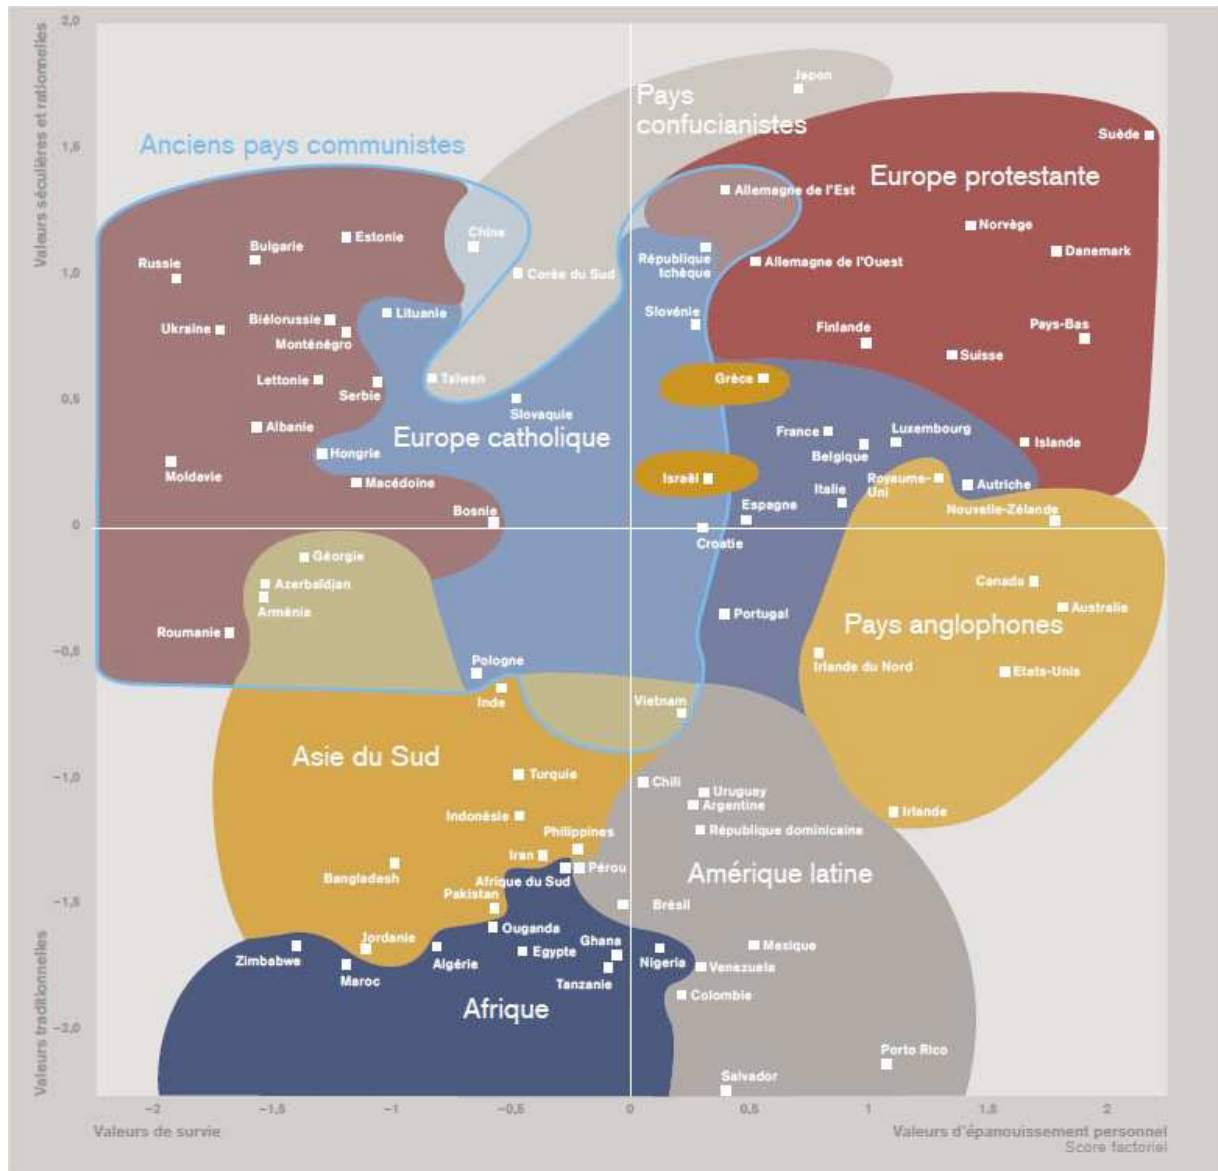 2,0
Valeurs séculières et rationnelles
Japon
Pays
confucianistes
1,5
Anciens pays communistes
Suède
Europe protestante
Allemagne de l'Est
Chine
Estonie
Bulgarie
Norvège
Danemark
République
tchèque
Allemagne de l'Ouest
Russie
1,0
Corée du Sud
Lituanie
Slovénie
Biélorussie
Ukraine
Monténégro
Finlande
Pays-Bas
Suisse
Lettonie
Serbie
Taiwan
Grèce
0,5
Slovaquie
Albanie
Europe catholique
France
Luxembourg
Belgique
Islande
Hongrie
Moldavie
Macédoine
Israël
Royaume-
Uni
Autriche
Italie
Espagne
Nouvelle-Zélande
Bosnie
0
Croatie
Géorgie
Azerbaïdjan
Arménie
Canada
Australie
Portugal
Pays anglophones
Roumanie
−0,5
Pologne
Irlande du Nord
Etats-Unis
Inde
Vietnam
Asie du Sud
Turquie
−1,0
Chili
Uruguay
Argentine
Irlande
Indonésie
Philippines
République dominicaine
Iran
Pérou
Bangladesh
Afrique du Sud
Amérique latine
Pakistan
−1,5
Brésil
Ouganda
Jordanie
Ghana
Zimbabwe
Maroc
Algérie
Egypte
Tanzanie
Nigeria
Mexique
Venezuela
Colombie
Afrique
Valeurs traditionnelles
−2,0
Porto Rico
Salvador
−2
−1,5
−1
−0,5
0
0,5
1
1,5
2
Valeurs de survie
Valeurs d'épanouissement personnel
Score factoriel